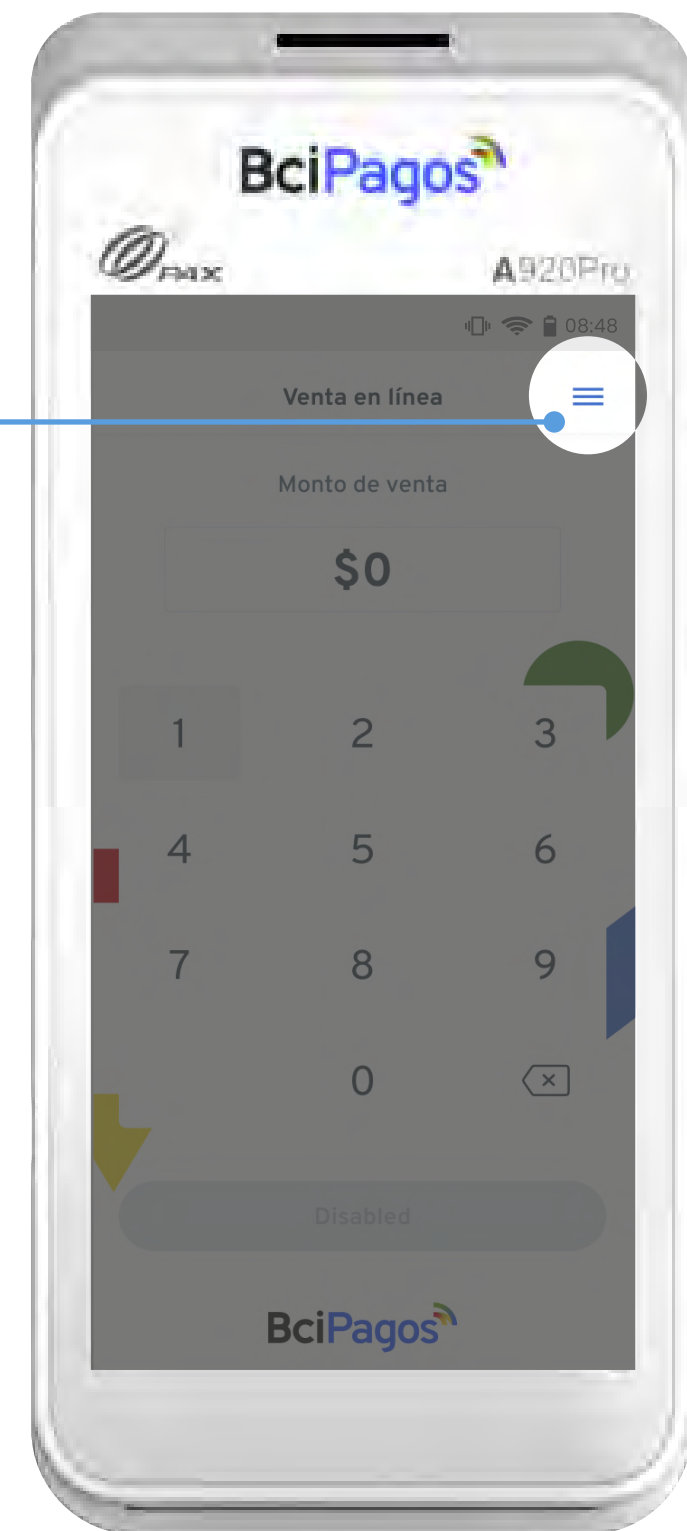 BciPagos
PAX
A920Pro
08:48
Venta en línea
Monto de venta
$0
1 2 3
4 5 6
7 8 9
0
Disabled
BciPagos